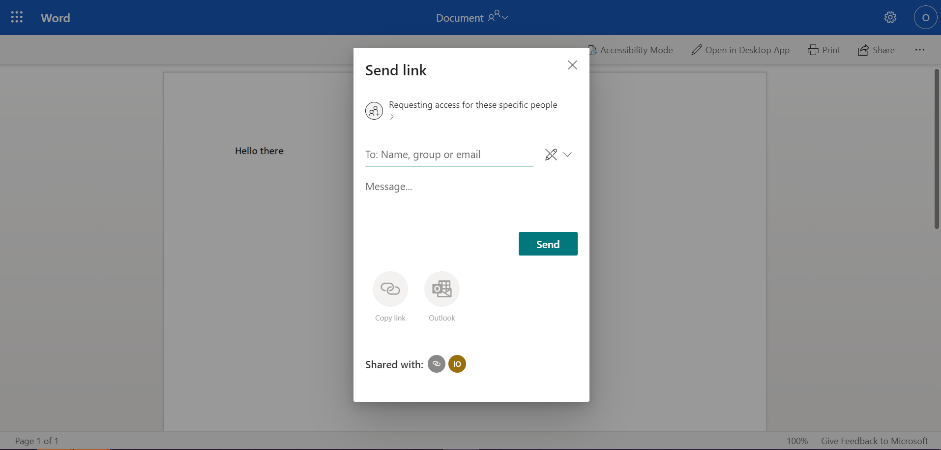 Word
Document
O
Accessibility Mode
Open in Desktop App
Print
Share
Send link
Requesting access for these specific people
To: Name, group or email
Message...
Send
Copy link
Outlook
Shared with:
IO
Hello there
Page 1 of 1
100%
Give Feedback to Microsoft